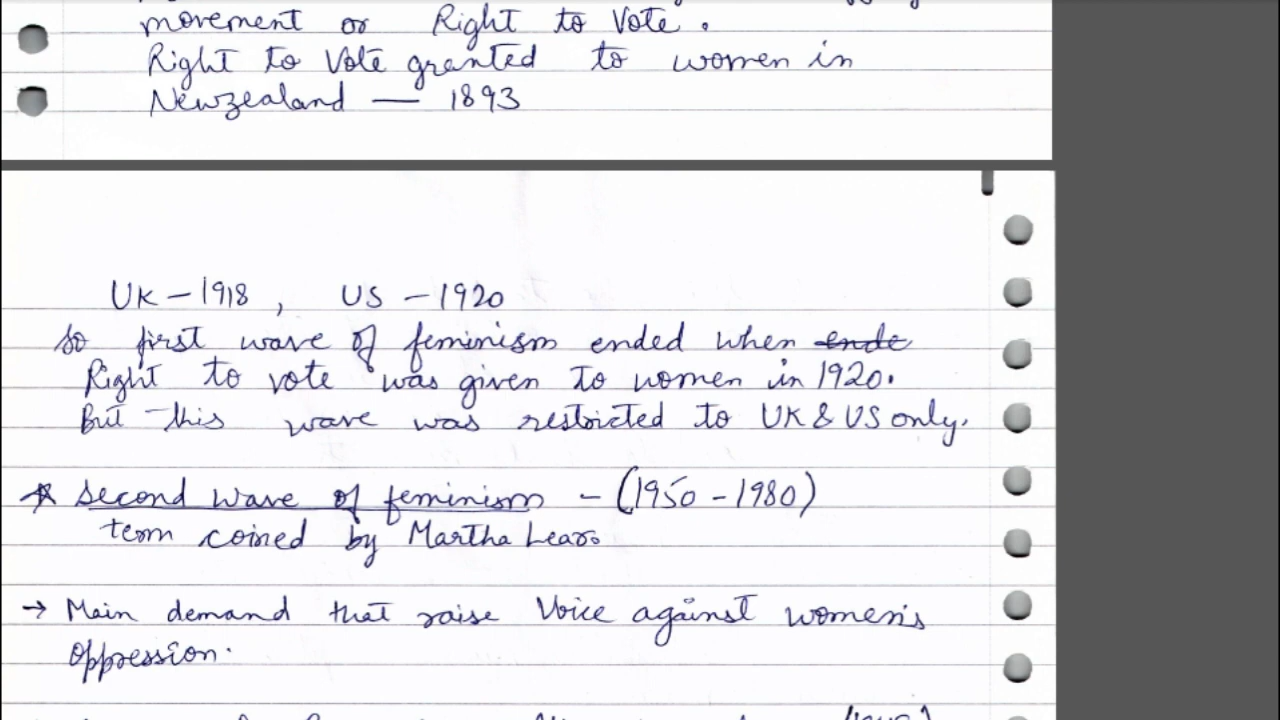 movement or Right to Vote.
Right to Vote granted to women in
Newzealand — 1893
UK – 1918 , US – 1920
So first wave of feminism ended when ende
Right to vote was given to women in 1920.
But this wave was restricted to UK & US only.
* Second wave of feminism – (1950 – 1980)
term coined by Martha Lear.
→ Main demand that raise Voice against women's
oppression.